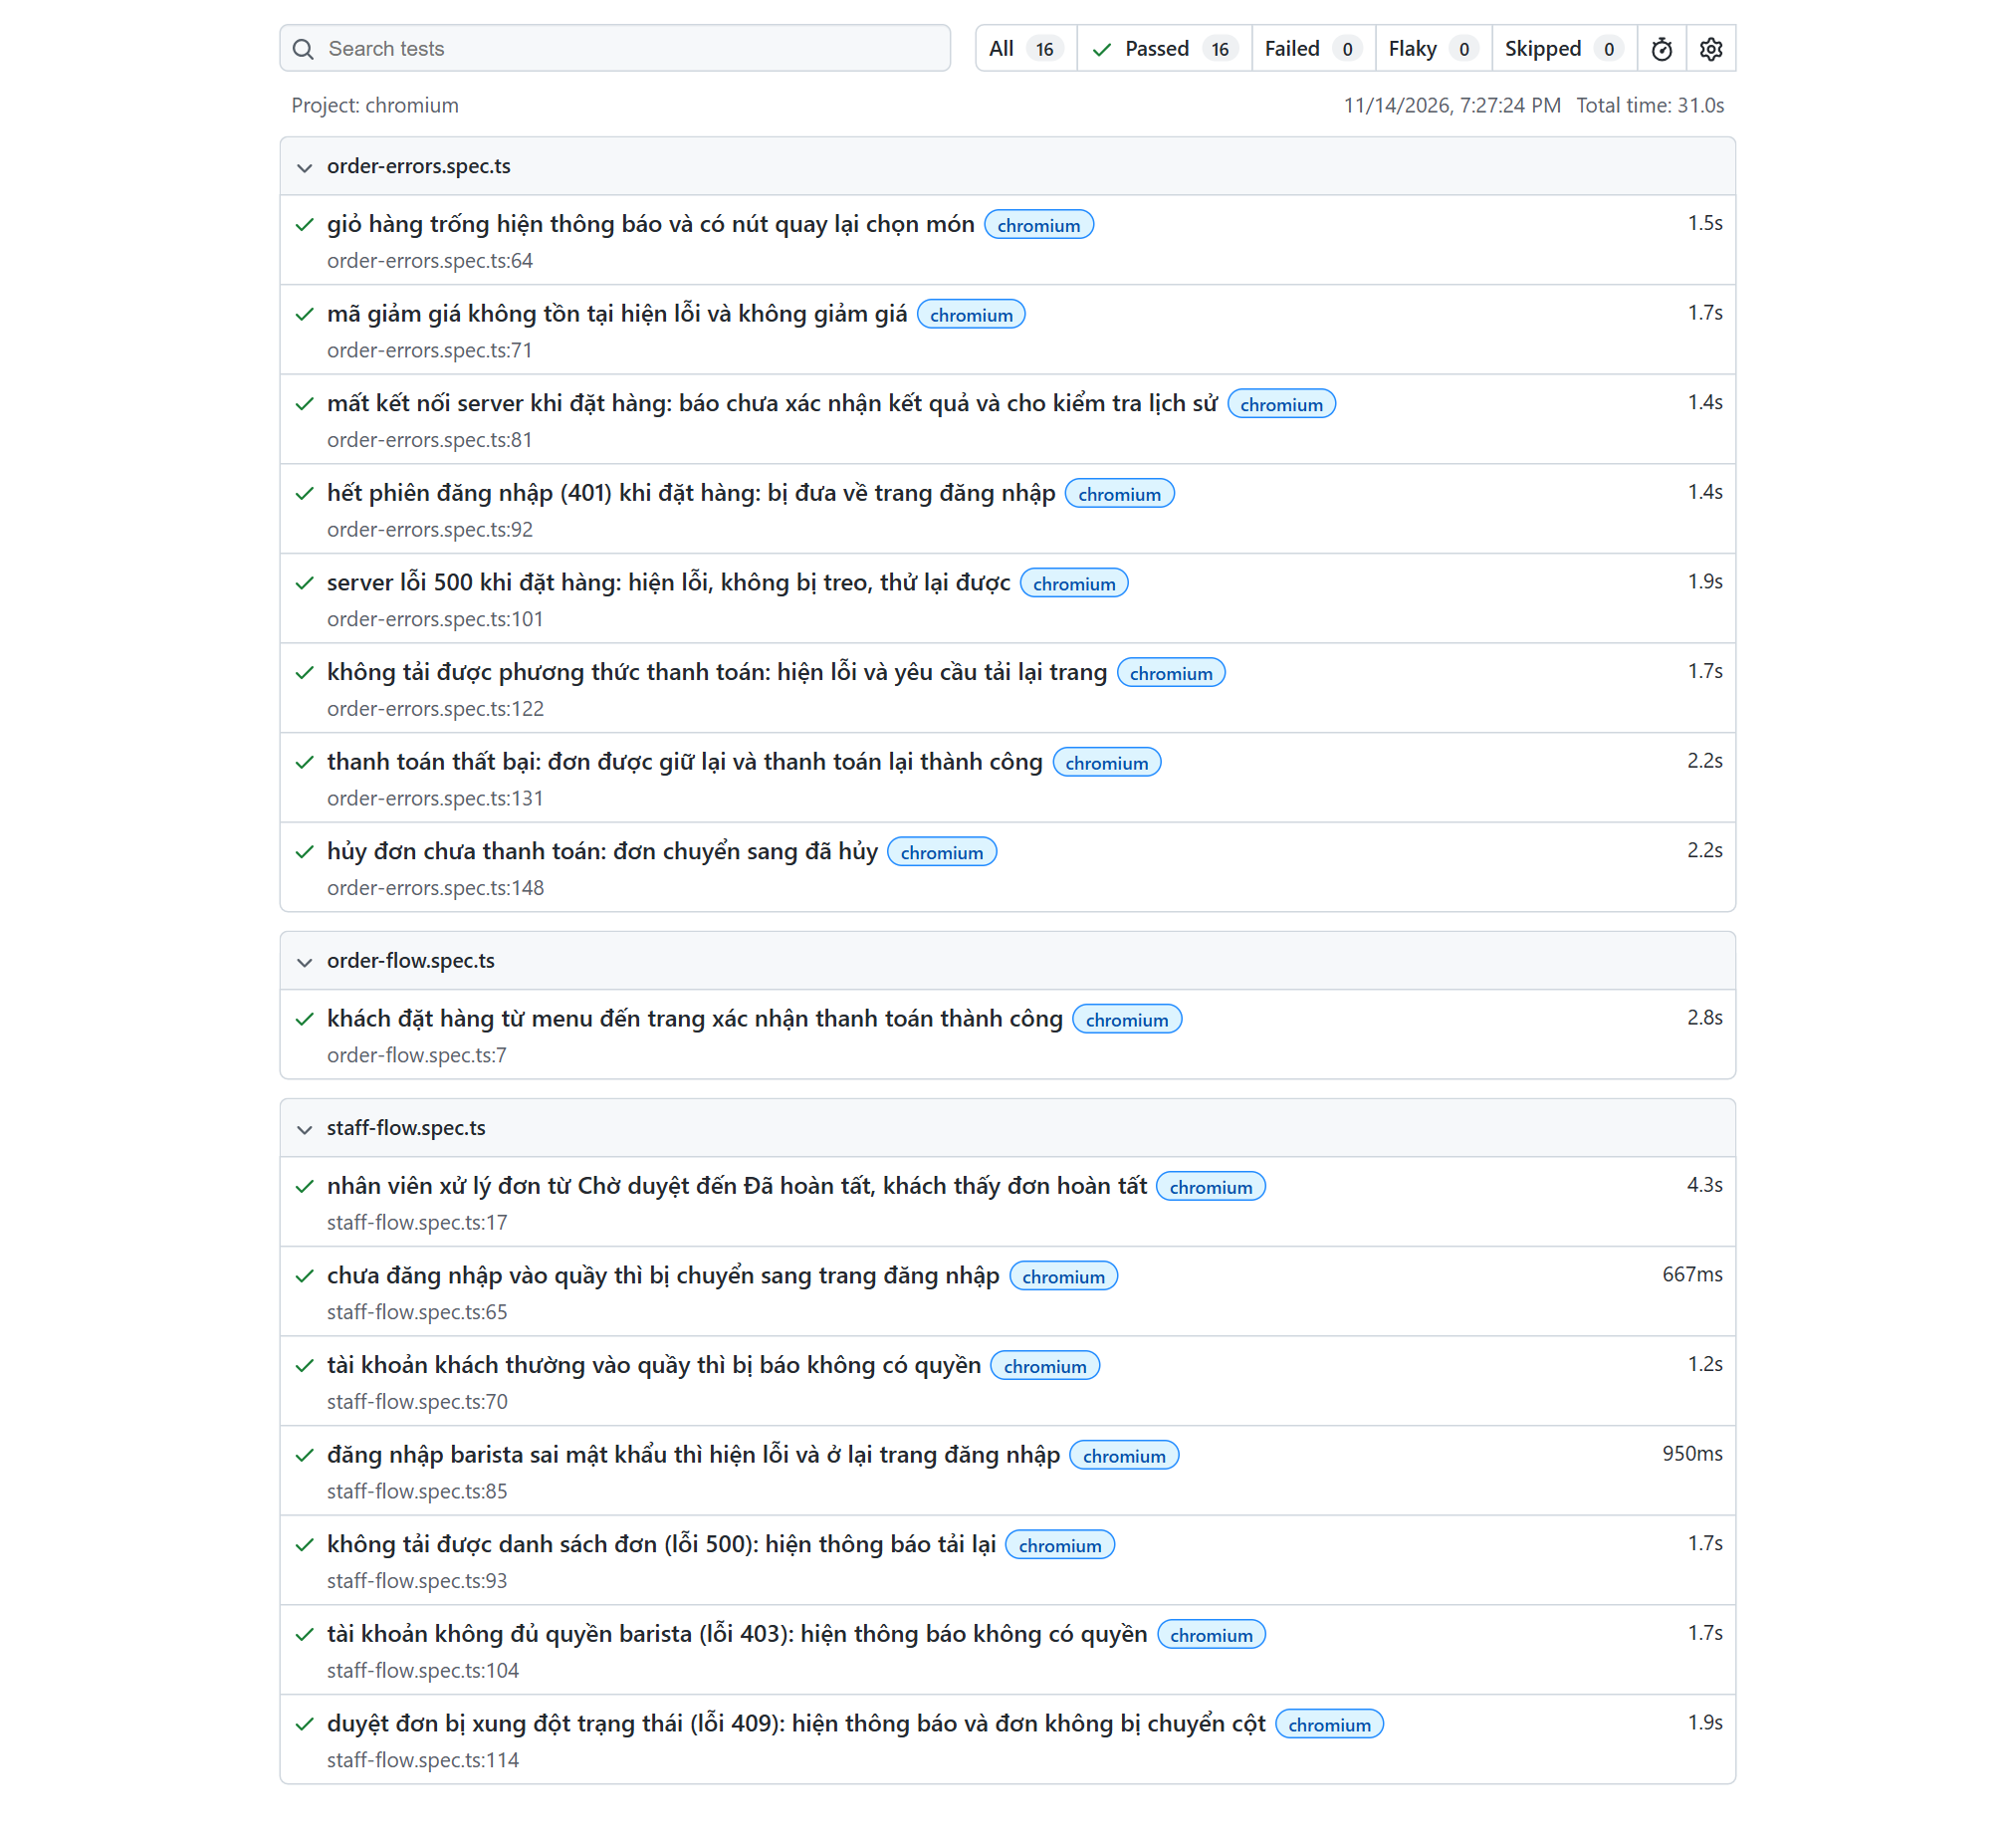 Search tests
All 16 Passed 16 Failed 0 Flaky 0 Skipped 0
Project: chromium
11/14/2026, 7:27:24 PM Total time: 31.0s
order-errors.spec.ts
giỏ hàng trống hiện thông báo và có nút quay lại chọn món chromium 1.5s
order-errors.spec.ts:64
mã giảm giá không tồn tại hiện lỗi và không giảm giá chromium 1.7s
order-errors.spec.ts:71
mất kết nối server khi đặt hàng: báo chưa xác nhận kết quả và cho kiểm tra lịch sử chromium 1.4s
order-errors.spec.ts:81
hết phiên đăng nhập (401) khi đặt hàng: bị đưa về trang đăng nhập chromium 1.4s
order-errors.spec.ts:92
server lỗi 500 khi đặt hàng: hiện lỗi, không bị treo, thử lại được chromium 1.9s
order-errors.spec.ts:101
không tải được phương thức thanh toán: hiện lỗi và yêu cầu tải lại trang chromium 1.7s
order-errors.spec.ts:122
thanh toán thất bại: đơn được giữ lại và thanh toán lại thành công chromium 2.2s
order-errors.spec.ts:131
hủy đơn chưa thanh toán: đơn chuyển sang đã hủy chromium 2.2s
order-errors.spec.ts:148
order-flow.spec.ts
khách đặt hàng từ menu đến trang xác nhận thanh toán thành công chromium 2.8s
order-flow.spec.ts:7
staff-flow.spec.ts
nhân viên xử lý đơn từ Chờ duyệt đến Đã hoàn tất, khách thấy đơn hoàn tất chromium 4.3s
staff-flow.spec.ts:17
chưa đăng nhập vào quầy thì bị chuyển sang trang đăng nhập chromium 667ms
staff-flow.spec.ts:65
tài khoản khách thường vào quầy thì bị báo không có quyền chromium 1.2s
staff-flow.spec.ts:70
đăng nhập barista sai mật khẩu thì hiện lỗi và ở lại trang đăng nhập chromium 950ms
staff-flow.spec.ts:85
không tải được danh sách đơn (lỗi 500): hiện thông báo tải lại chromium 1.7s
staff-flow.spec.ts:93
tài khoản không đủ quyền barista (lỗi 403): hiện thông báo không có quyền chromium 1.7s
staff-flow.spec.ts:104
duyệt đơn bị xung đột trạng thái (lỗi 409): hiện thông báo và đơn không bị chuyển cột chromium 1.9s
staff-flow.spec.ts:114